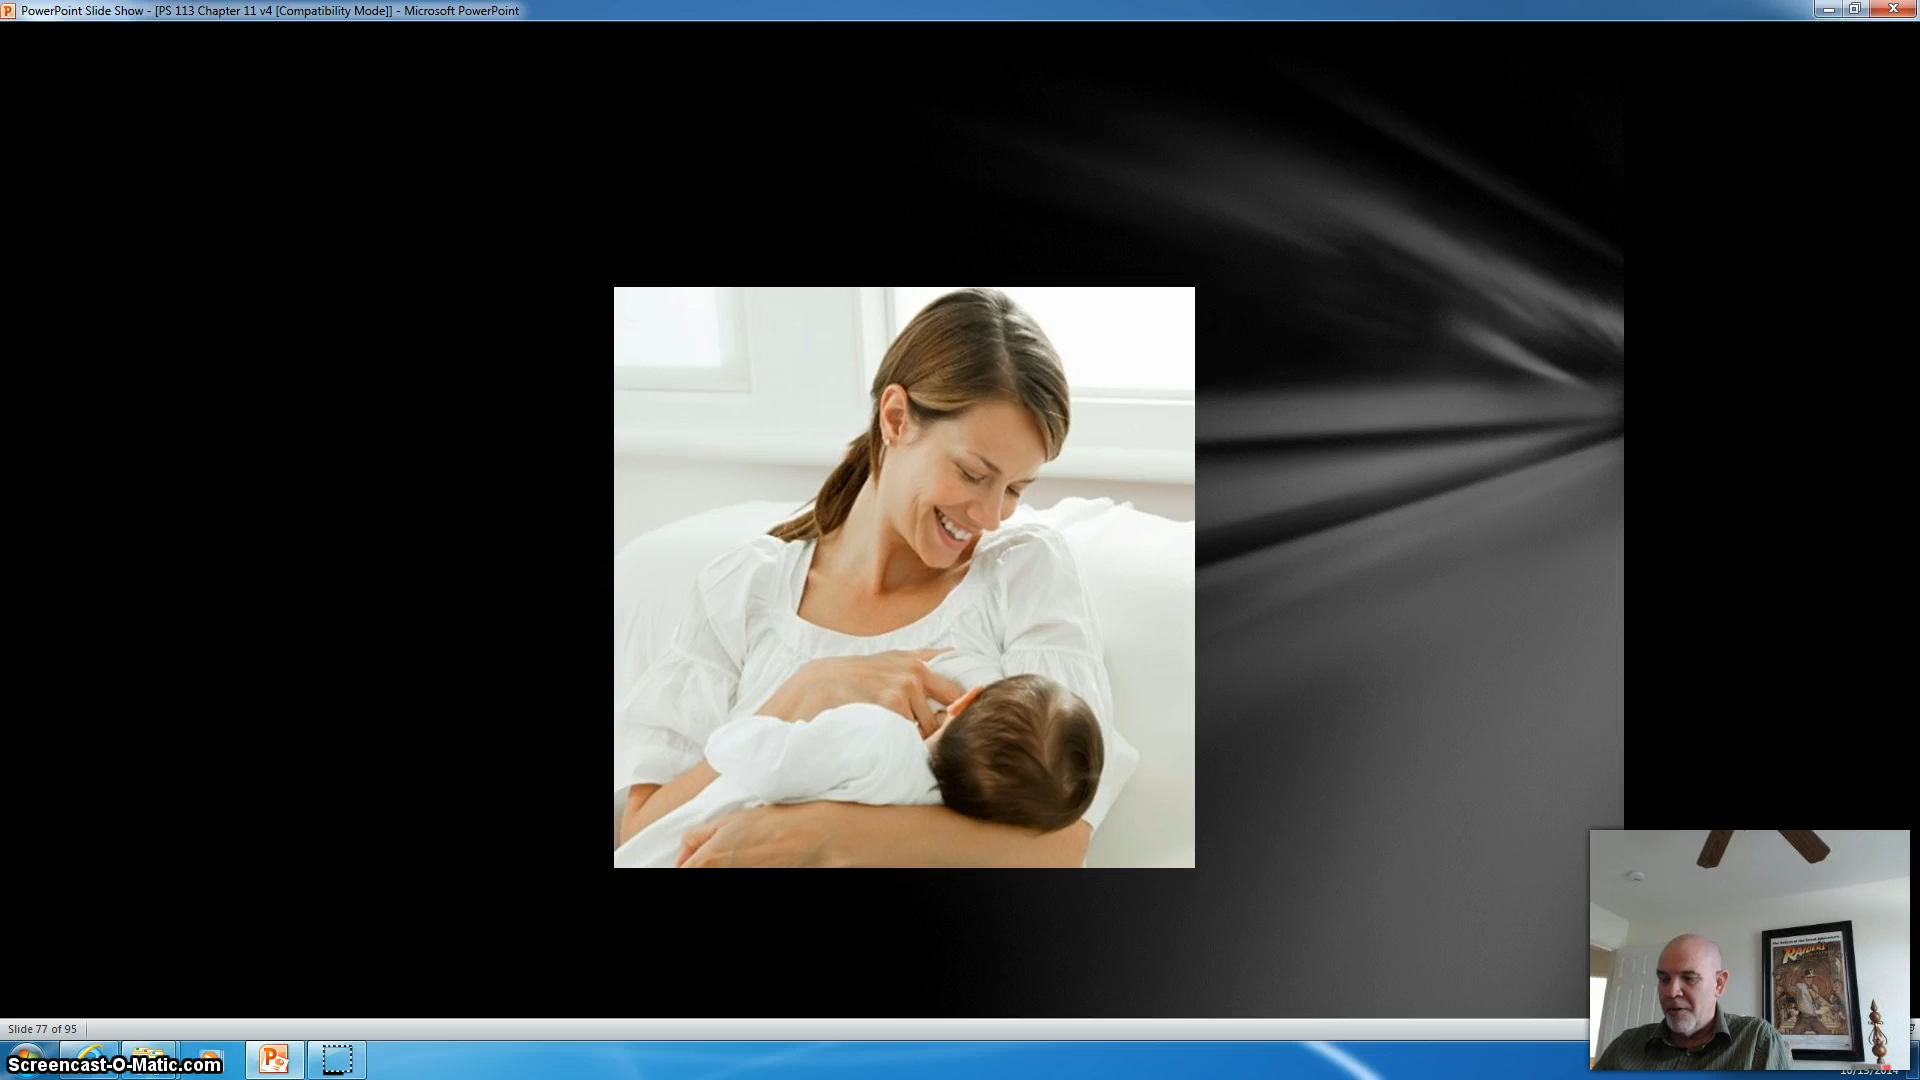 PowerPoint Slide Show - [PS 113 Chapter 11 v4 [Compatibility Mode]] - Microsoft PowerPoint
RAIDERS
Slide 77 of 95
Screencast-O-Matic.com